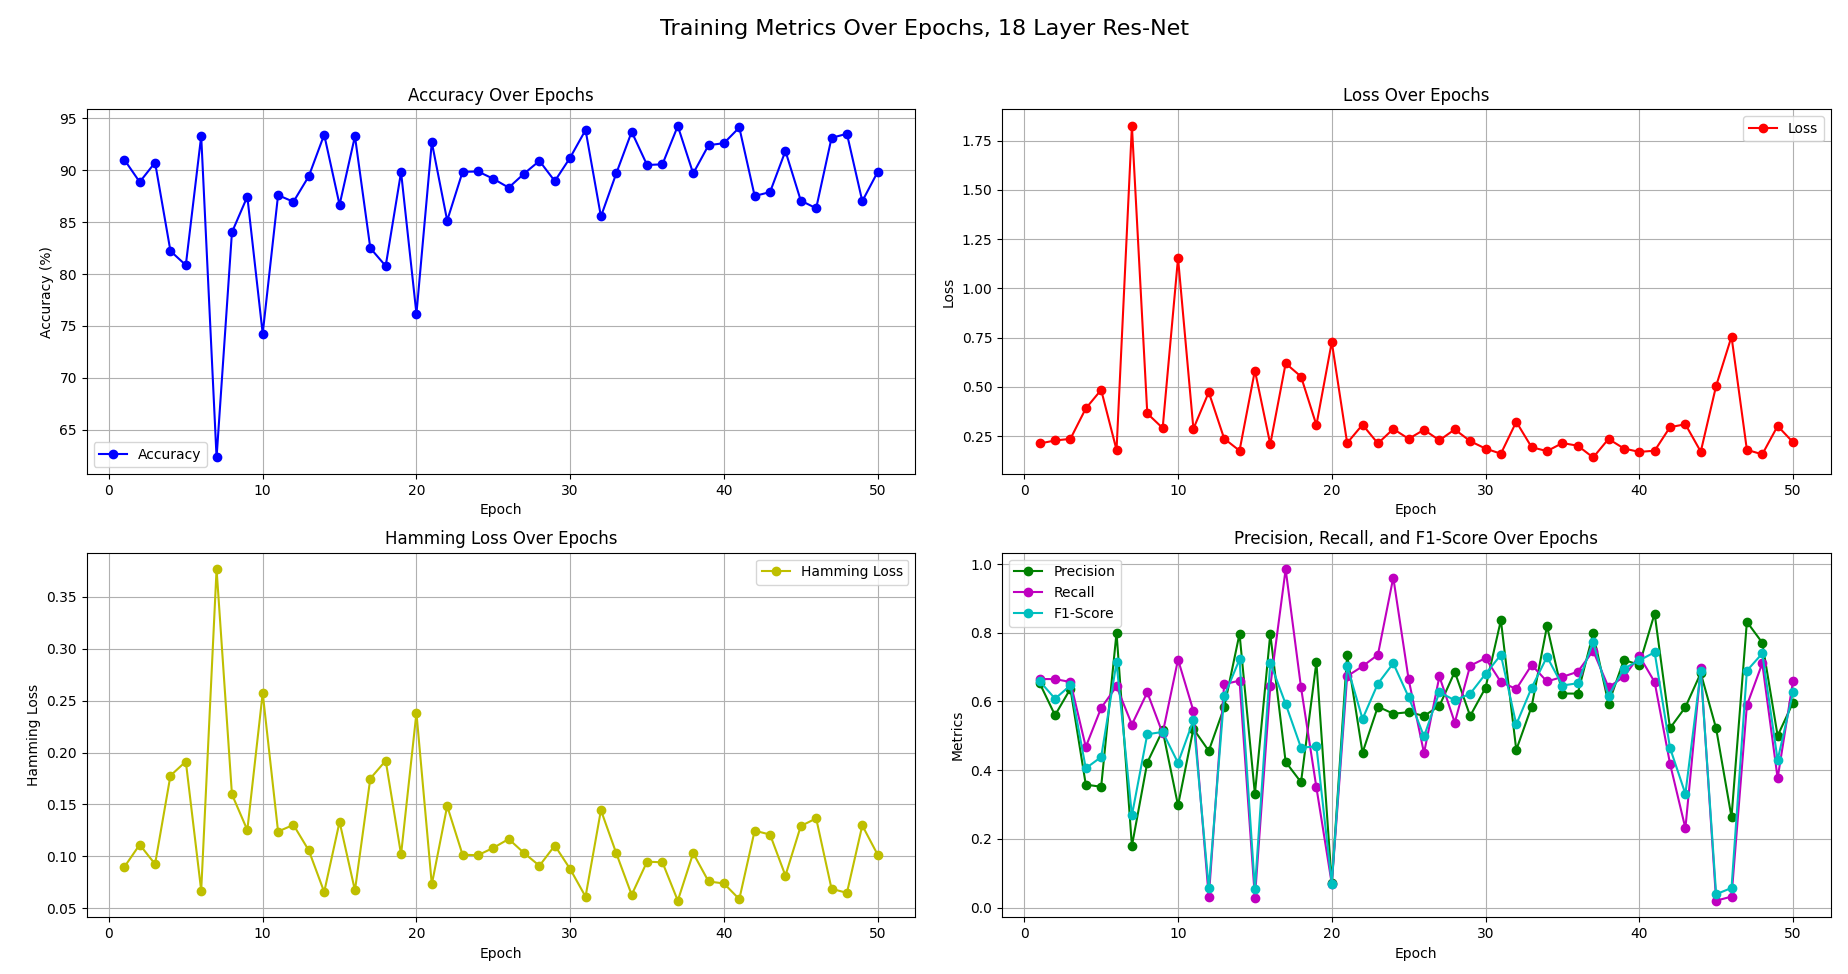 Training Metrics Over Epochs, 18 Layer Res-Net
Accuracy Over Epochs
95
90
85
80
75
70
65
Accuracy (%)
Accuracy
0 10 20 30 40 50
Epoch
Loss Over Epochs
1.75
1.50
1.25
1.00
0.75
0.50
0.25
Loss
Loss
0 10 20 30 40 50
Epoch
Hamming Loss Over Epochs
0.35
0.30
0.25
0.20
0.15
0.10
0.05
Hamming Loss
Hamming Loss
0 10 20 30 40 50
Epoch
Precision, Recall, and F1-Score Over Epochs
1.0
0.8
0.6
0.4
0.2
0.0
Metrics
Precision
Recall
F1-Score
0 10 20 30 40 50
Epoch